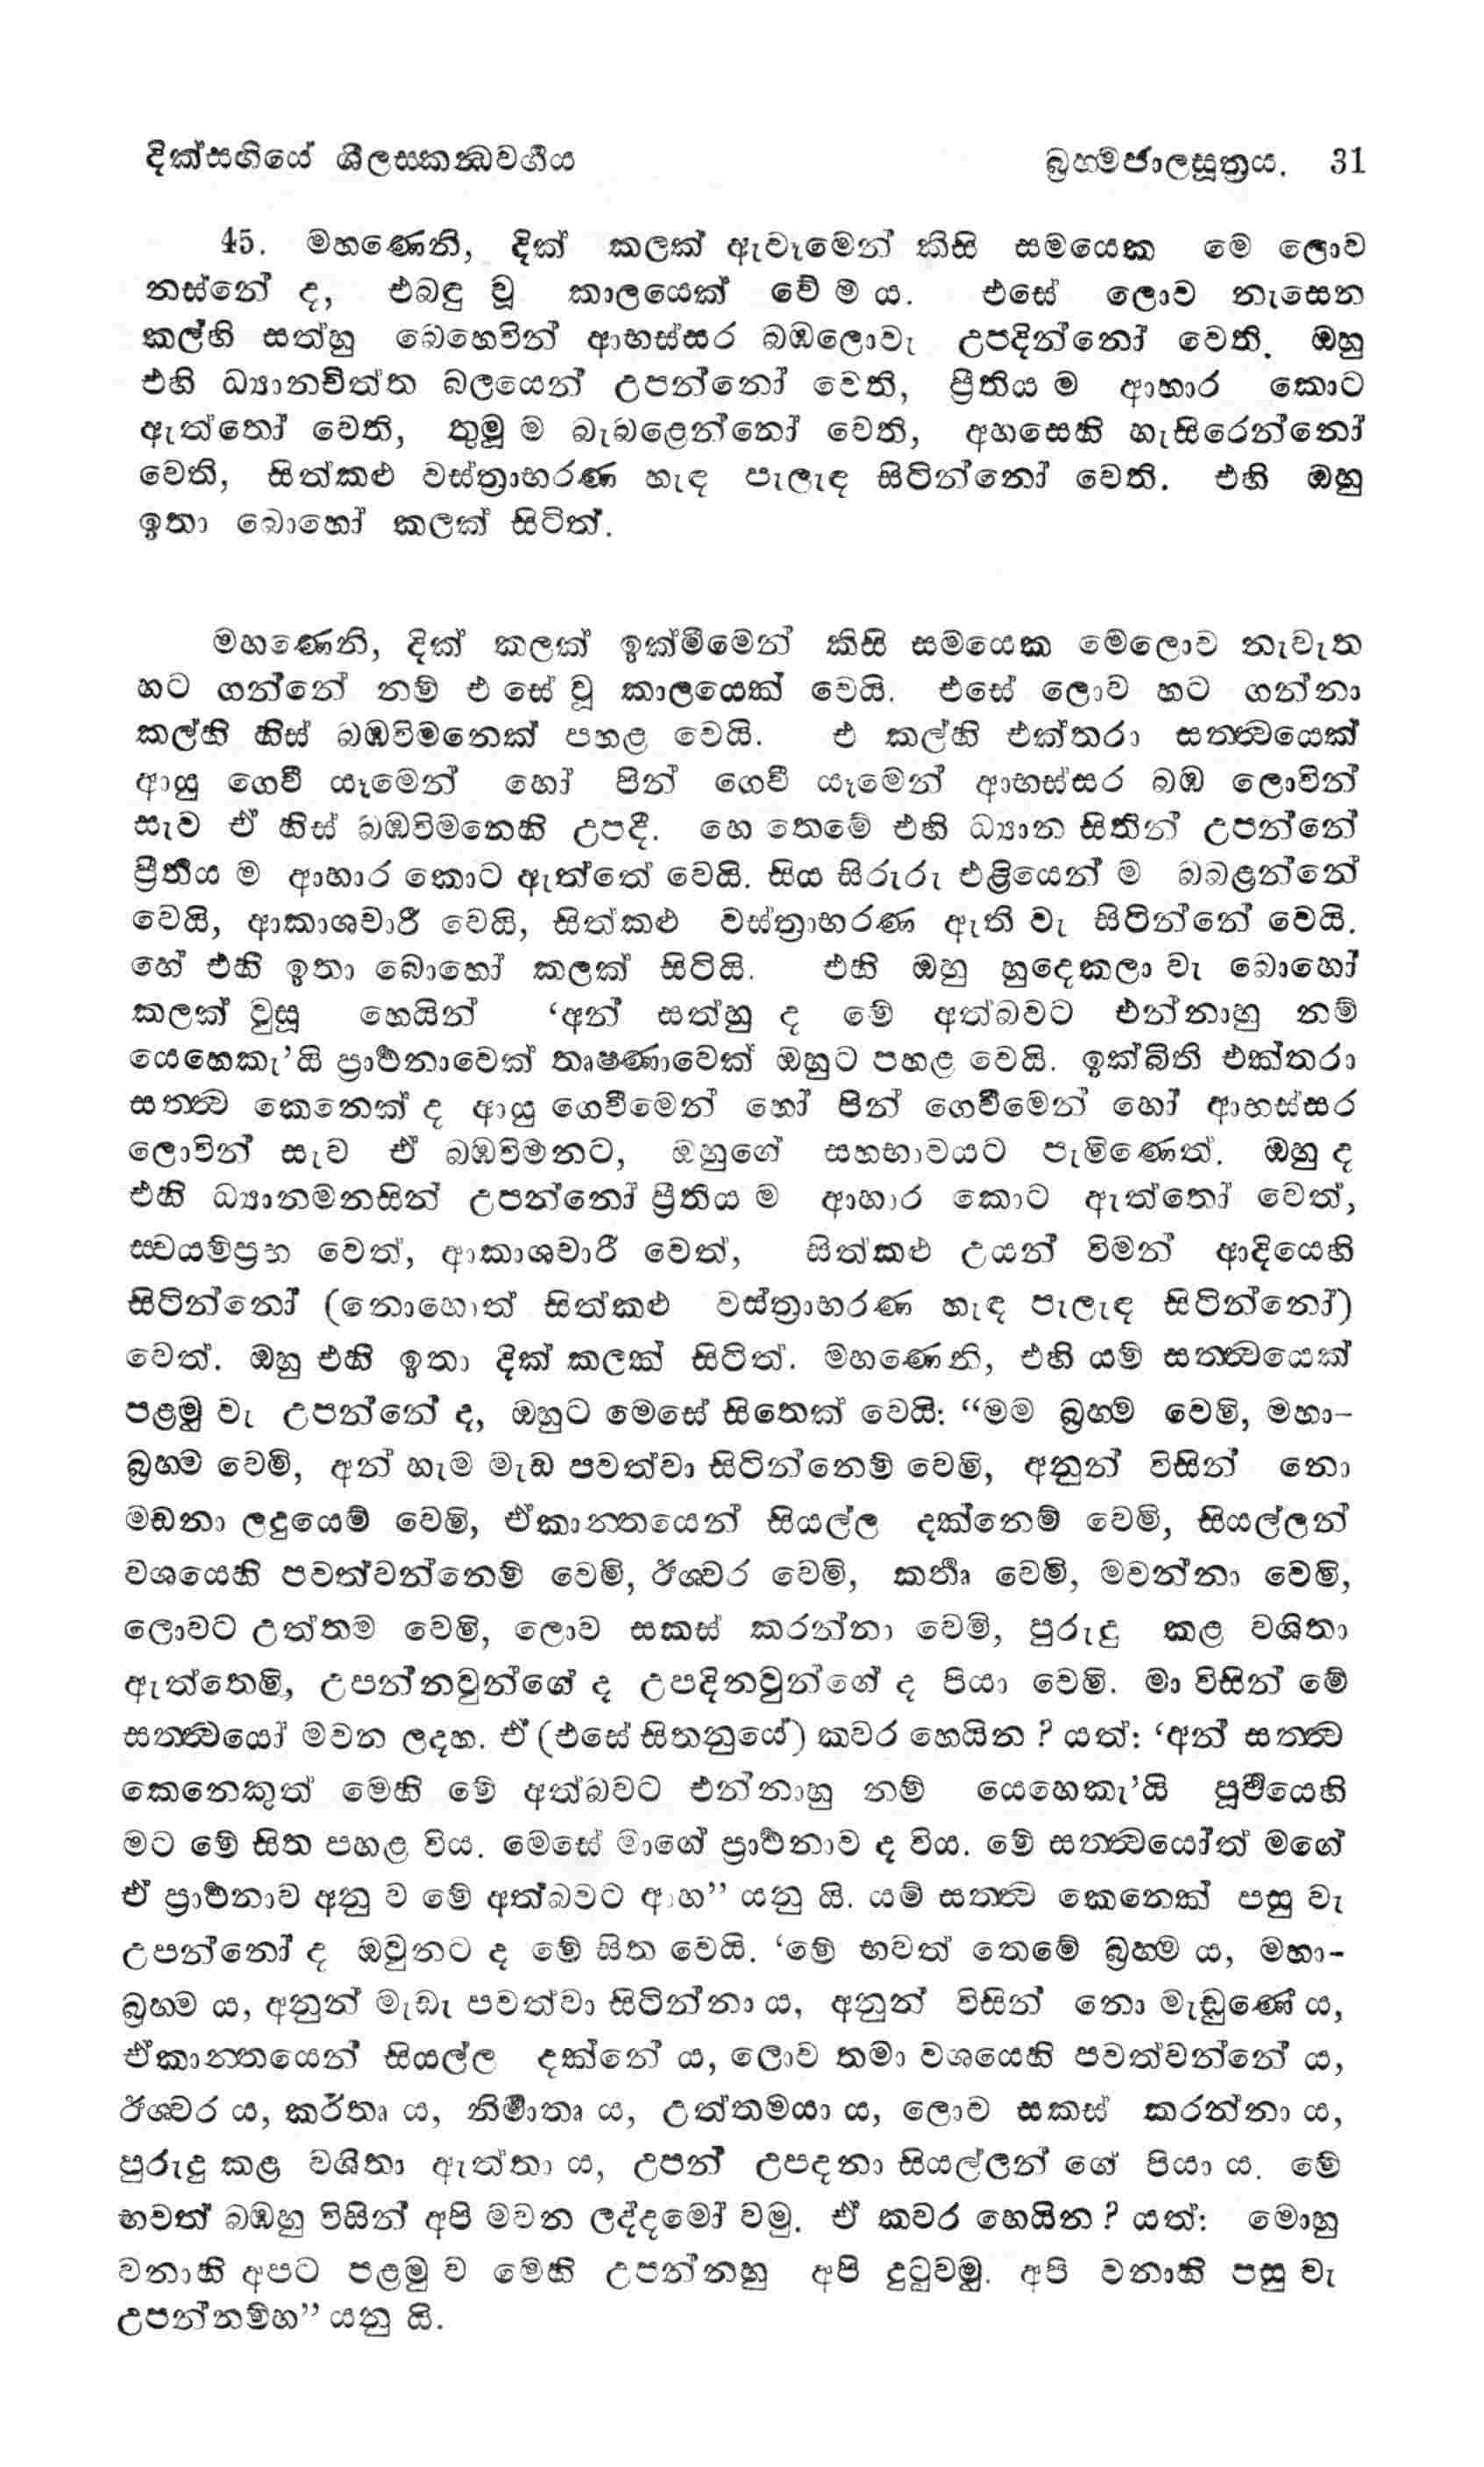 දික්සඟියේ ශීලස්කන්ධවර්ගය බ්‍රහ්මජාලසූත්‍රය. 31
45. මහණෙනි, දික් කලක් ඇවෑමෙන් කිසි සමයෙක මෙ ලොව
නස්නේ ද, එබඳු වූ කාලයෙක් වේ ම ය. එසේ ලොව නැසෙන
කල්හි සත්හු බෙහෙවින් ආභස්සර බඹලොවැ උපදින්නෝ වෙති. ඔහු
එහි ධ්‍යානචිත්ත බලයෙන් උපන්නෝ වෙති, ප්‍රීතිය ම ආහාර කොට
ඇත්තෝ වෙති, තුමූ ම බැබළෙන්නෝ වෙති, අහසෙහි හැසිරෙන්නෝ
වෙති, සිත්කළු වස්ත්‍රාභරණ හැඳ පැලැඳ සිටින්නෝ වෙති. එහි ඔහු
ඉතා බොහෝ කලක් සිටිත්.
මහණෙනි, දික් කලක් ඉක්මීමෙන් කිසි සමයෙක මේලොව නැවැත
හට ගන්නේ නම් එ සේ වූ කාලයෙක් වෙයි. එසේ ලොව හට ගන්නා
කල්හි හිස් බඹවිමනෙක් පහළ වෙයි. එ කල්හි එක්තරා සත්ත්වයෙක්
ආයු ගෙවී යෑමෙන් හෝ පින් ගෙවී යෑමෙන් ආභස්සර බඹ ලොවින්
සැව ඒ හිස් බඹවිමනෙහි උපදී. හෙ තෙමේ එහි ධ්‍යාන සිතින් උපන්නේ
ප්‍රීතිය ම ආහාර කොට ඇත්තේ වෙයි. සිය සිරුරු එළියෙන් ම බබළන්නේ
වෙයි, ආකාශචාරී වෙයි, සිත්කළු වස්ත්‍රාභරණ ඇති වැ සිටින්නේ වෙයි.
හේ එහි ඉතා බොහෝ කලක් සිටියි. එහි ඔහු හුදෙකලා වැ බොහෝ
කලක් වුසූ හෙයින් ‘අන් සත්හු ද මේ අත්බවට එන්නාහු නම්
යෙහෙකැ’යි ප්‍රාර්ථනාවෙක් තෘෂ්ණාවෙක් ඔහුට පහළ වෙයි. ඉක්බිති එක්තරා
සත්ත්ව කෙනෙක් ද ආයු ගෙවීමෙන් හෝ පින් ගෙවීමෙන් හෝ ආභස්සර
ලොවින් සැව ඒ බඹවිමනට, ඔහුගේ සහභාවයට පැමිණෙත්. ඔහු ද
එහි ධ්‍යානමනසින් උපන්නෝ ප්‍රීතිය ම ආහාර කොට ඇත්තෝ වෙත්,
ස්වයම්ප්‍රභ වෙත්, ආකාශචාරී වෙත්, සිත්කළු උයන් විමන් ආදියෙහි
සිටින්නෝ (නොහොත් සිත්කළු වස්ත්‍රාභරණ හැඳ පැලැඳ සිටින්නෝ)
වෙත්. ඔහු එහි ඉතා දික් කලක් සිටිත්. මහණෙනි, එහි යම් සත්ත්වයෙක්
පළමු වැ උපන්නේ ද, ඔහුට මෙසේ සිතෙක් වෙයි: “මම බ්‍රහ්ම වෙමි, මහා-
බ්‍රහ්ම වෙමි, අන් හැම මැඩ පවත්වා සිටින්නෙම් වෙමි, අනුන් විසින් නො
මඩනා ලදුයෙම් වෙමි, ඒකාන්තයෙන් සියල්ල දක්නෙම් වෙමි, සියල්ලන්
වශයෙහි පවත්වන්නෙම් වෙමි, ඊශ්වර වෙමි, කර්තෘ වෙමි, මවන්නා වෙමි,
ලොවට උත්තම වෙමි, ලොව සකස් කරන්නා වෙමි, පුරුදු කළ වශිතා
ඇත්තෙමි, උපන්නවුන්ගේ ද උපදිනවුන්ගේ ද පියා වෙමි. මා විසින් මේ
සත්ත්වයෝ මවන ලදහ. ඒ (එසේ සිතනුයේ) කවර හෙයින ? යත්: ‘අන් සත්ත්ව
කෙනෙකුත් මෙහි මේ අත්බවට එන්නාහු නම් යෙහෙකැ’යි පූර්වයෙහි
මට මේ සිත පහළ විය. මෙසේ මාගේ ප්‍රාර්ථනාව ද විය. මේ සත්ත්වයෝත් මගේ
ඒ ප්‍රාර්ථනාව අනු ව මේ අත්බවට ආහ” යනු යි. යම් සත්ත්ව කෙනෙක් පසු වැ
උපන්නෝ ද ඔවුනට ද මේ සිත වෙයි. ‘මේ භවත් තෙමේ බ්‍රහ්ම ය, මහා-
බ්‍රහ්ම ය, අනුන් මැඩැ පවත්වා සිටින්නා ය, අනුන් විසින් නො මැඩුණේ ය,
ඒකාන්තයෙන් සියල්ල දක්නේ ය, ලොව තමා වශයෙහි පවත්වන්නේ ය,
ඊශ්වර ය, කර්තෘ ය, නිර්මාතෘ ය, උත්තමයා ය, ලොව සකස් කරන්නා ය,
පුරුදු කළ වශිතා ඇත්තා ය, උපන් උපදනා සියල්ලන් ගේ පියා ය. මේ
භවත් බඹහු විසින් අපි මවන ලද්දමෝ වමු. ඒ කවර හෙයින ? යත්: මොහු
වනාහි අපට පළමු ව මෙහි උපන්නහු අපි දුටුවමු. අපි වනාහි පසු වැ
උපන්නම්හ” යනු යි.